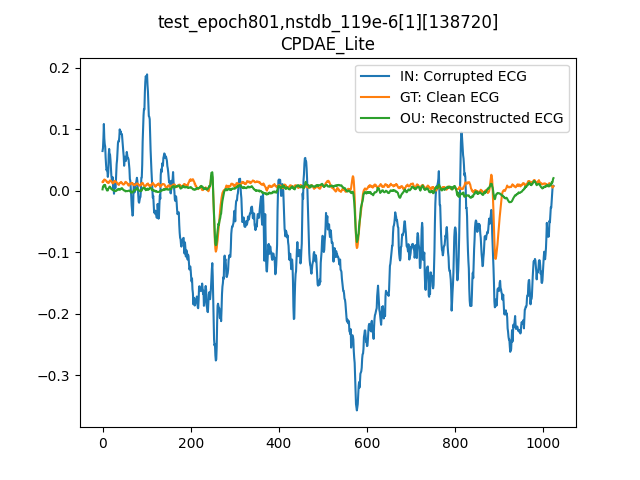 test_epoch801,nstdb_119e-6[1][138720]
CPDAE_Lite
IN: Corrupted ECG
GT: Clean ECG
OU: Reconstructed ECG
0.2
0.1
0.0
−0.1
−0.2
−0.3
0 200 400 600 800 1000